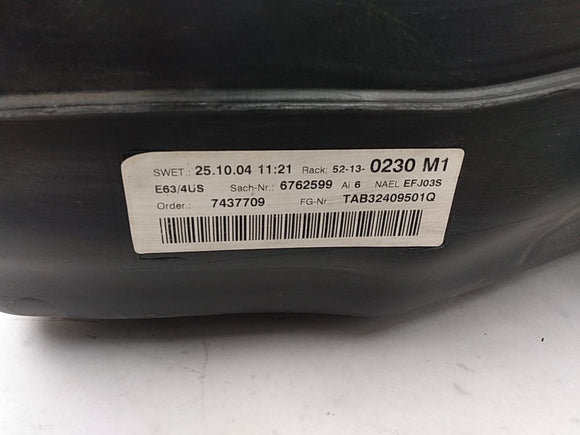 SWET.: 25.10.04 11:21 Rack: 52-13- 0230 M1
E63/4US Sach-Nr.: 6762599 AI 6 NAEL EFJ03S
Order.: 7437709 FG-Nr.: TAB32409501Q